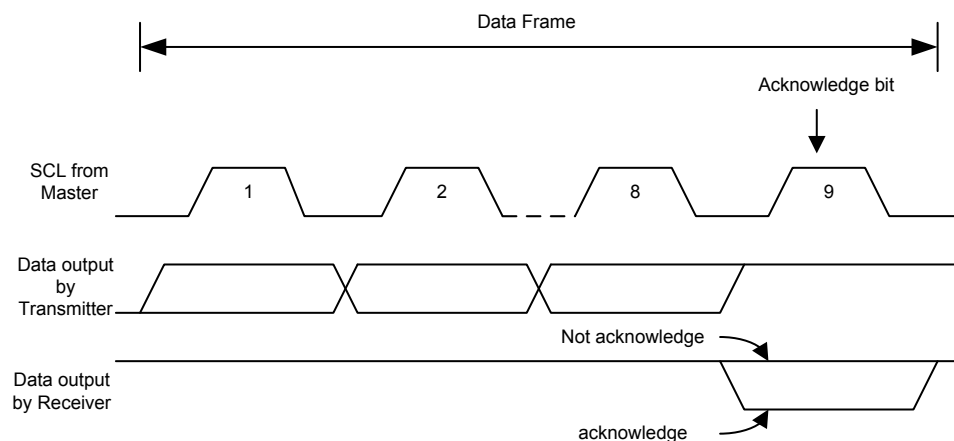 Data Frame
Acknowledge bit
SCL from
Master
1
2
8
9
Data output
by
Transmitter
Not acknowledge
Data output
by Receiver
acknowledge